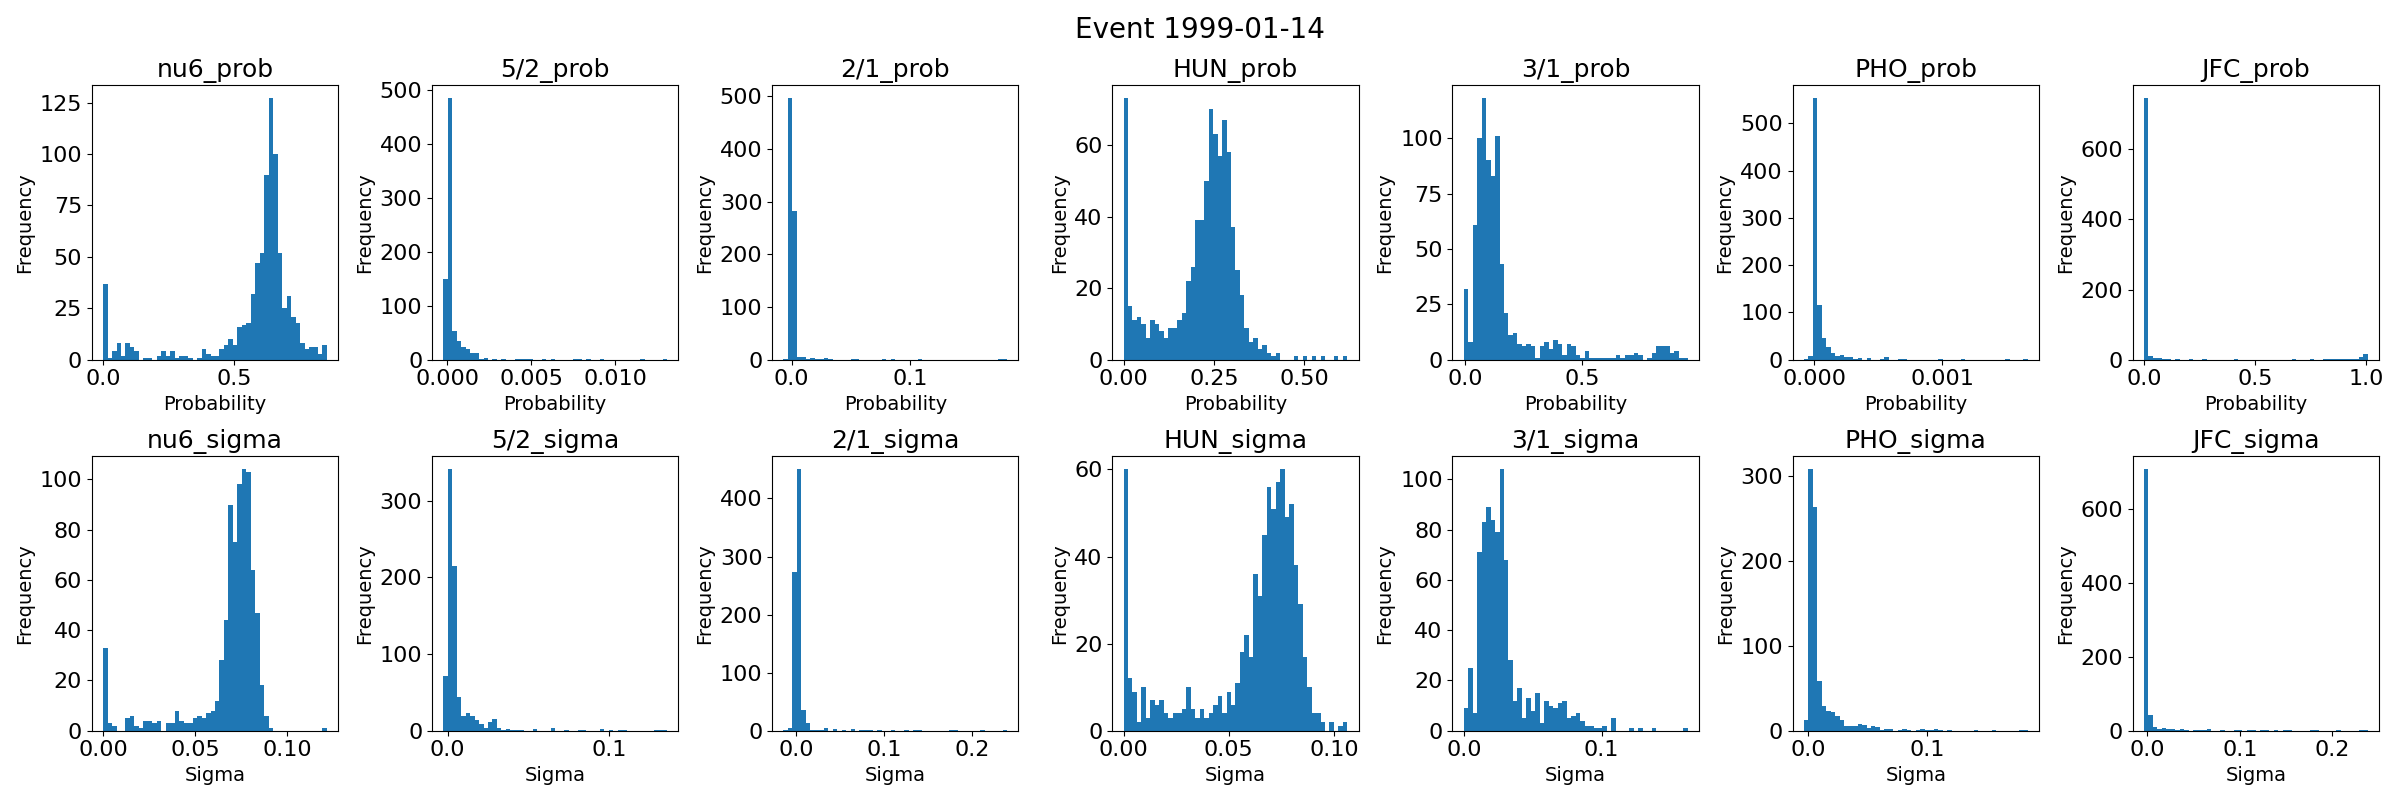 Event 1999-01-14
nu6_prob 5/2_prob 2/1_prob HUN_prob 3/1_prob PHO_prob JFC_prob
Frequency Frequency Frequency Frequency Frequency Frequency Frequency
125 100 75 50 25 0
500 400 300 200 100 0
500 400 300 200 100 0
60 40 20 0
100 75 50 25 0
500 400 300 200 100 0
600 400 200 0
0.0 0.5 0.000 0.005 0.010 0.0 0.1 0.00 0.25 0.50 0.0 0.5 0.000 0.001 0.0 0.5 1.0
Probability Probability Probability Probability Probability Probability Probability
nu6_sigma 5/2_sigma 2/1_sigma HUN_sigma 3/1_sigma PHO_sigma JFC_sigma
Frequency Frequency Frequency Frequency Frequency Frequency Frequency
100 80 60 40 20 0
300 200 100 0
400 300 200 100 0
60 40 20 0
100 80 60 40 20 0
300 200 100 0
600 400 200 0
0.00 0.05 0.10 0.0 0.1 0.0 0.1 0.2 0.00 0.05 0.10 0.0 0.1 0.0 0.1 0.0 0.1 0.2
Sigma Sigma Sigma Sigma Sigma Sigma Sigma